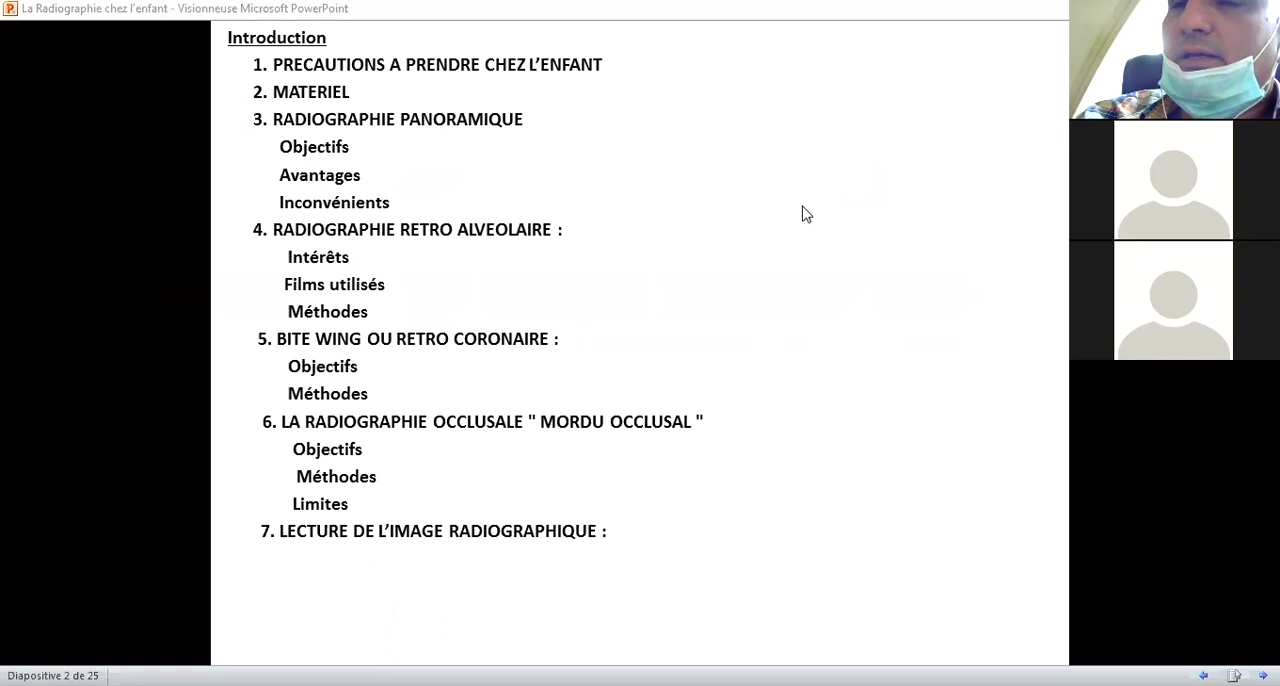 La Radiographie chez l'enfant - Visionneuse Microsoft PowerPoint
Introduction
1. PRECAUTIONS A PRENDRE CHEZ L’ENFANT
2. MATERIEL
3. RADIOGRAPHIE PANORAMIQUE
Objectifs
Avantages
Inconvénients
4. RADIOGRAPHIE RETRO ALVEOLAIRE :
Intérêts
Films utilisés
Méthodes
5. BITE WING OU RETRO CORONAIRE :
Objectifs
Méthodes
6. LA RADIOGRAPHIE OCCLUSALE " MORDU OCCLUSAL "
Objectifs
Méthodes
Limites
7. LECTURE DE L’IMAGE RADIOGRAPHIQUE :
Diapositive 2 de 25